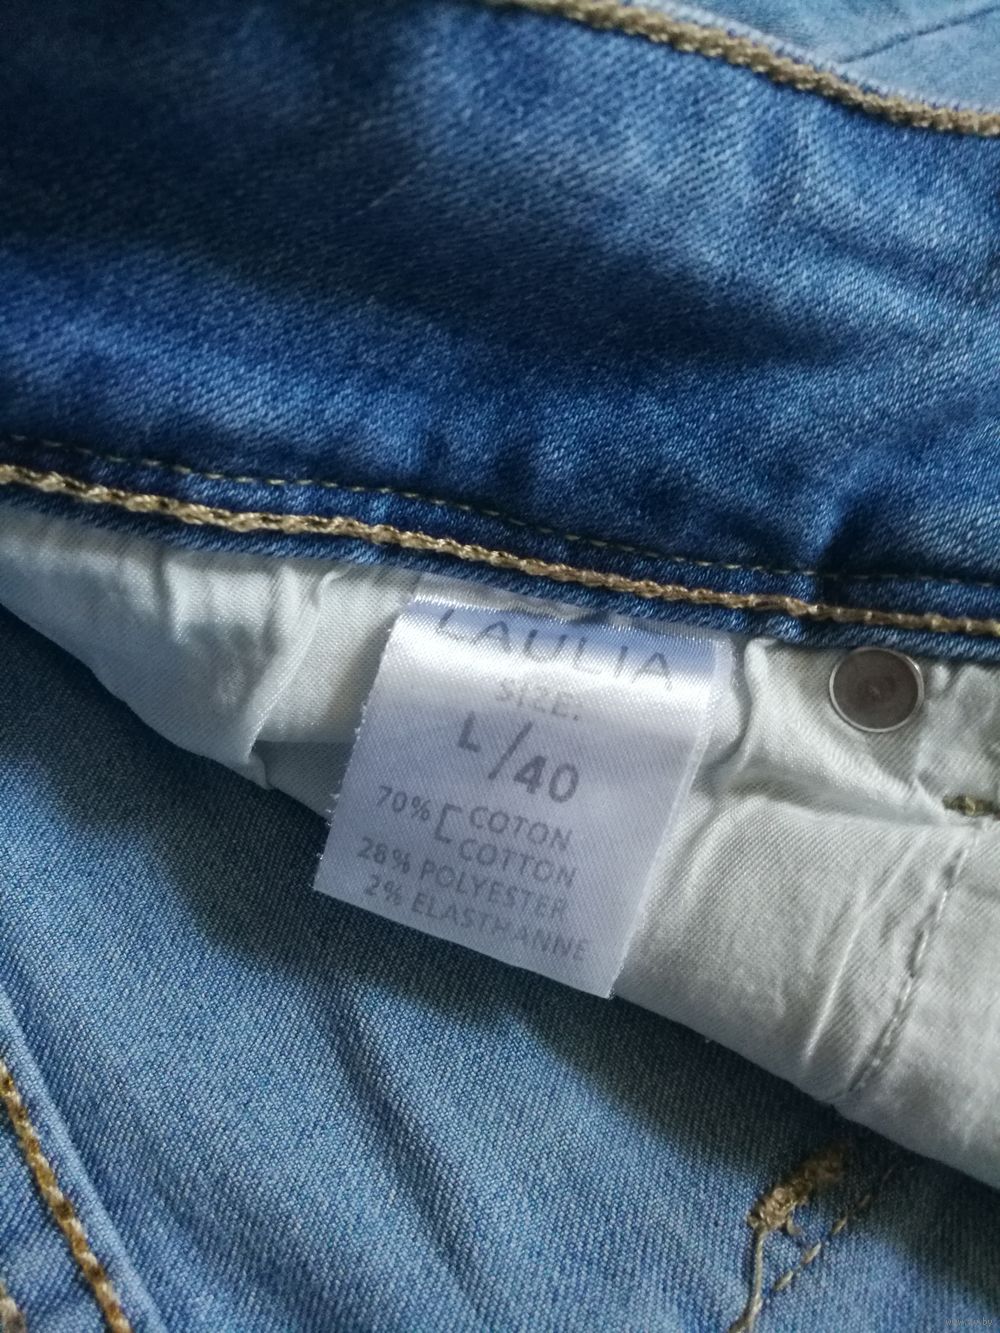 LAULIA
SIZE:
L/40
70% [ COTON
COTTON
28% POLYESTER
2% ELASTHANNE